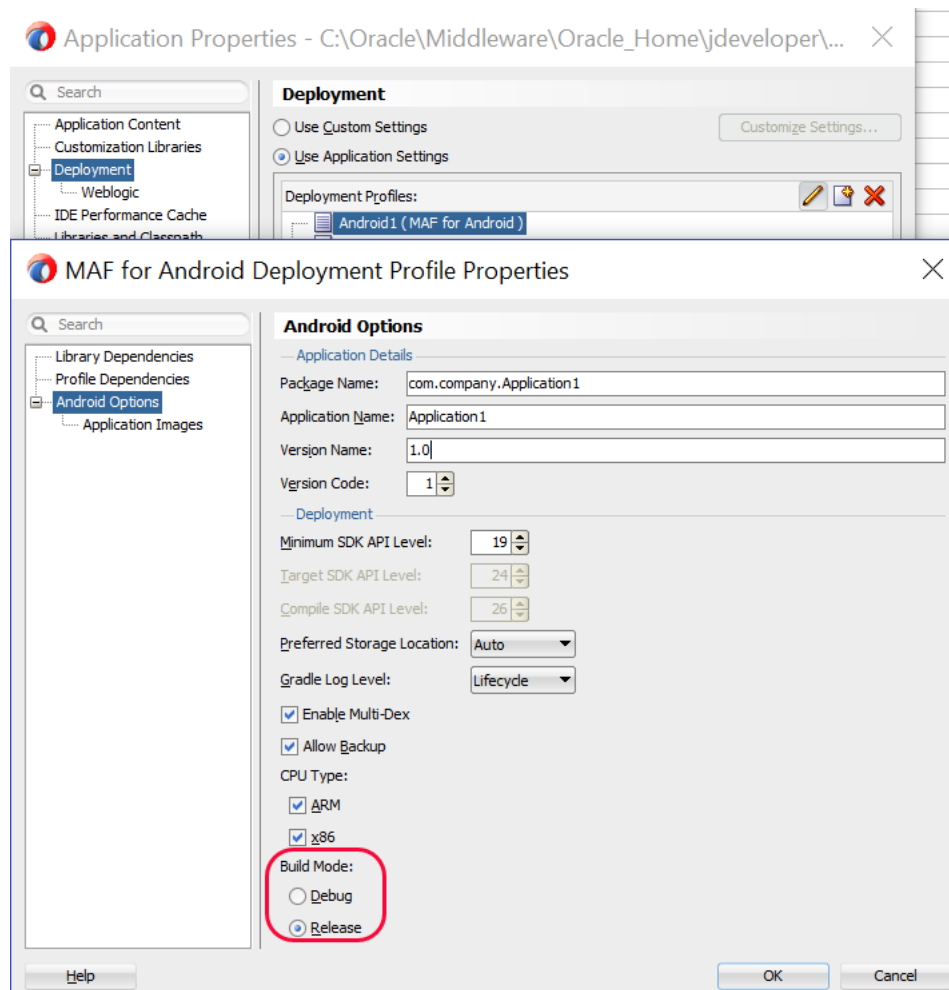 Application Properties - C:\Oracle\Middleware\Oracle_Home\jdeveloper\...
Search
Application Content
Customization Libraries
Deployment
Weblogic
IDE Performance Cache
Libraries and Classpath
Deployment
Use Custom Settings
Customize Settings...
Use Application Settings
Deployment Profiles:
Android1 ( MAF for Android )
MAF for Android Deployment Profile Properties
Search
Library Dependencies
Profile Dependencies
Android Options
Application Images
Android Options
Application Details
Package Name: com.company.Application1
Application Name: Application1
Version Name: 1.0
Version Code: 1
Deployment
Minimum SDK API Level: 19
Target SDK API Level: 24
Compile SDK API Level: 26
Preferred Storage Location: Auto
Gradle Log Level: Lifecycle
Enable Multi-Dex
Allow Backup
CPU Type:
ARM
x86
Build Mode:
Debug
Release
Help
OK
Cancel